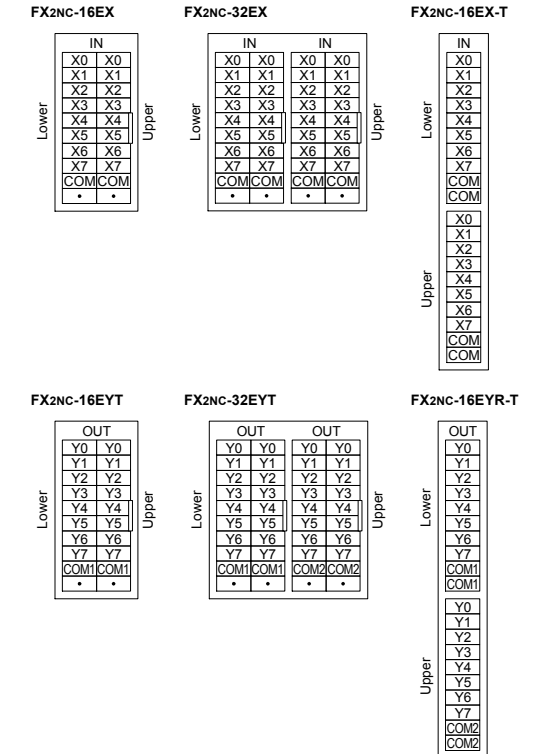 FX2NC-16EX FX2NC-32EX FX2NC-16EX-T
IN
Lower
Upper
X0 X0
X1 X1
X2 X2
X3 X3
X4 X4
X5 X5
X6 X6
X7 X7
COM COM
• •
IN IN
Lower
Upper
X0 X0 X0 X0
X1 X1 X1 X1
X2 X2 X2 X2
X3 X3 X3 X3
X4 X4 X4 X4
X5 X5 X5 X5
X6 X6 X6 X6
X7 X7 X7 X7
COM COM COM COM
• • • •
IN
Lower
X0
X1
X2
X3
X4
X5
X6
X7
COM
COM
Upper
X0
X1
X2
X3
X4
X5
X6
X7
COM
COM
FX2NC-16EYT FX2NC-32EYT FX2NC-16EYR-T
OUT
Lower
Upper
Y0 Y0
Y1 Y1
Y2 Y2
Y3 Y3
Y4 Y4
Y5 Y5
Y6 Y6
Y7 Y7
COM1 COM1
• •
OUT OUT
Lower
Upper
Y0 Y0 Y0 Y0
Y1 Y1 Y1 Y1
Y2 Y2 Y2 Y2
Y3 Y3 Y3 Y3
Y4 Y4 Y4 Y4
Y5 Y5 Y5 Y5
Y6 Y6 Y6 Y6
Y7 Y7 Y7 Y7
COM1 COM1 COM2 COM2
• • • •
OUT
Lower
Y0
Y1
Y2
Y3
Y4
Y5
Y6
Y7
COM1
COM1
Upper
Y0
Y1
Y2
Y3
Y4
Y5
Y6
Y7
COM2
COM2